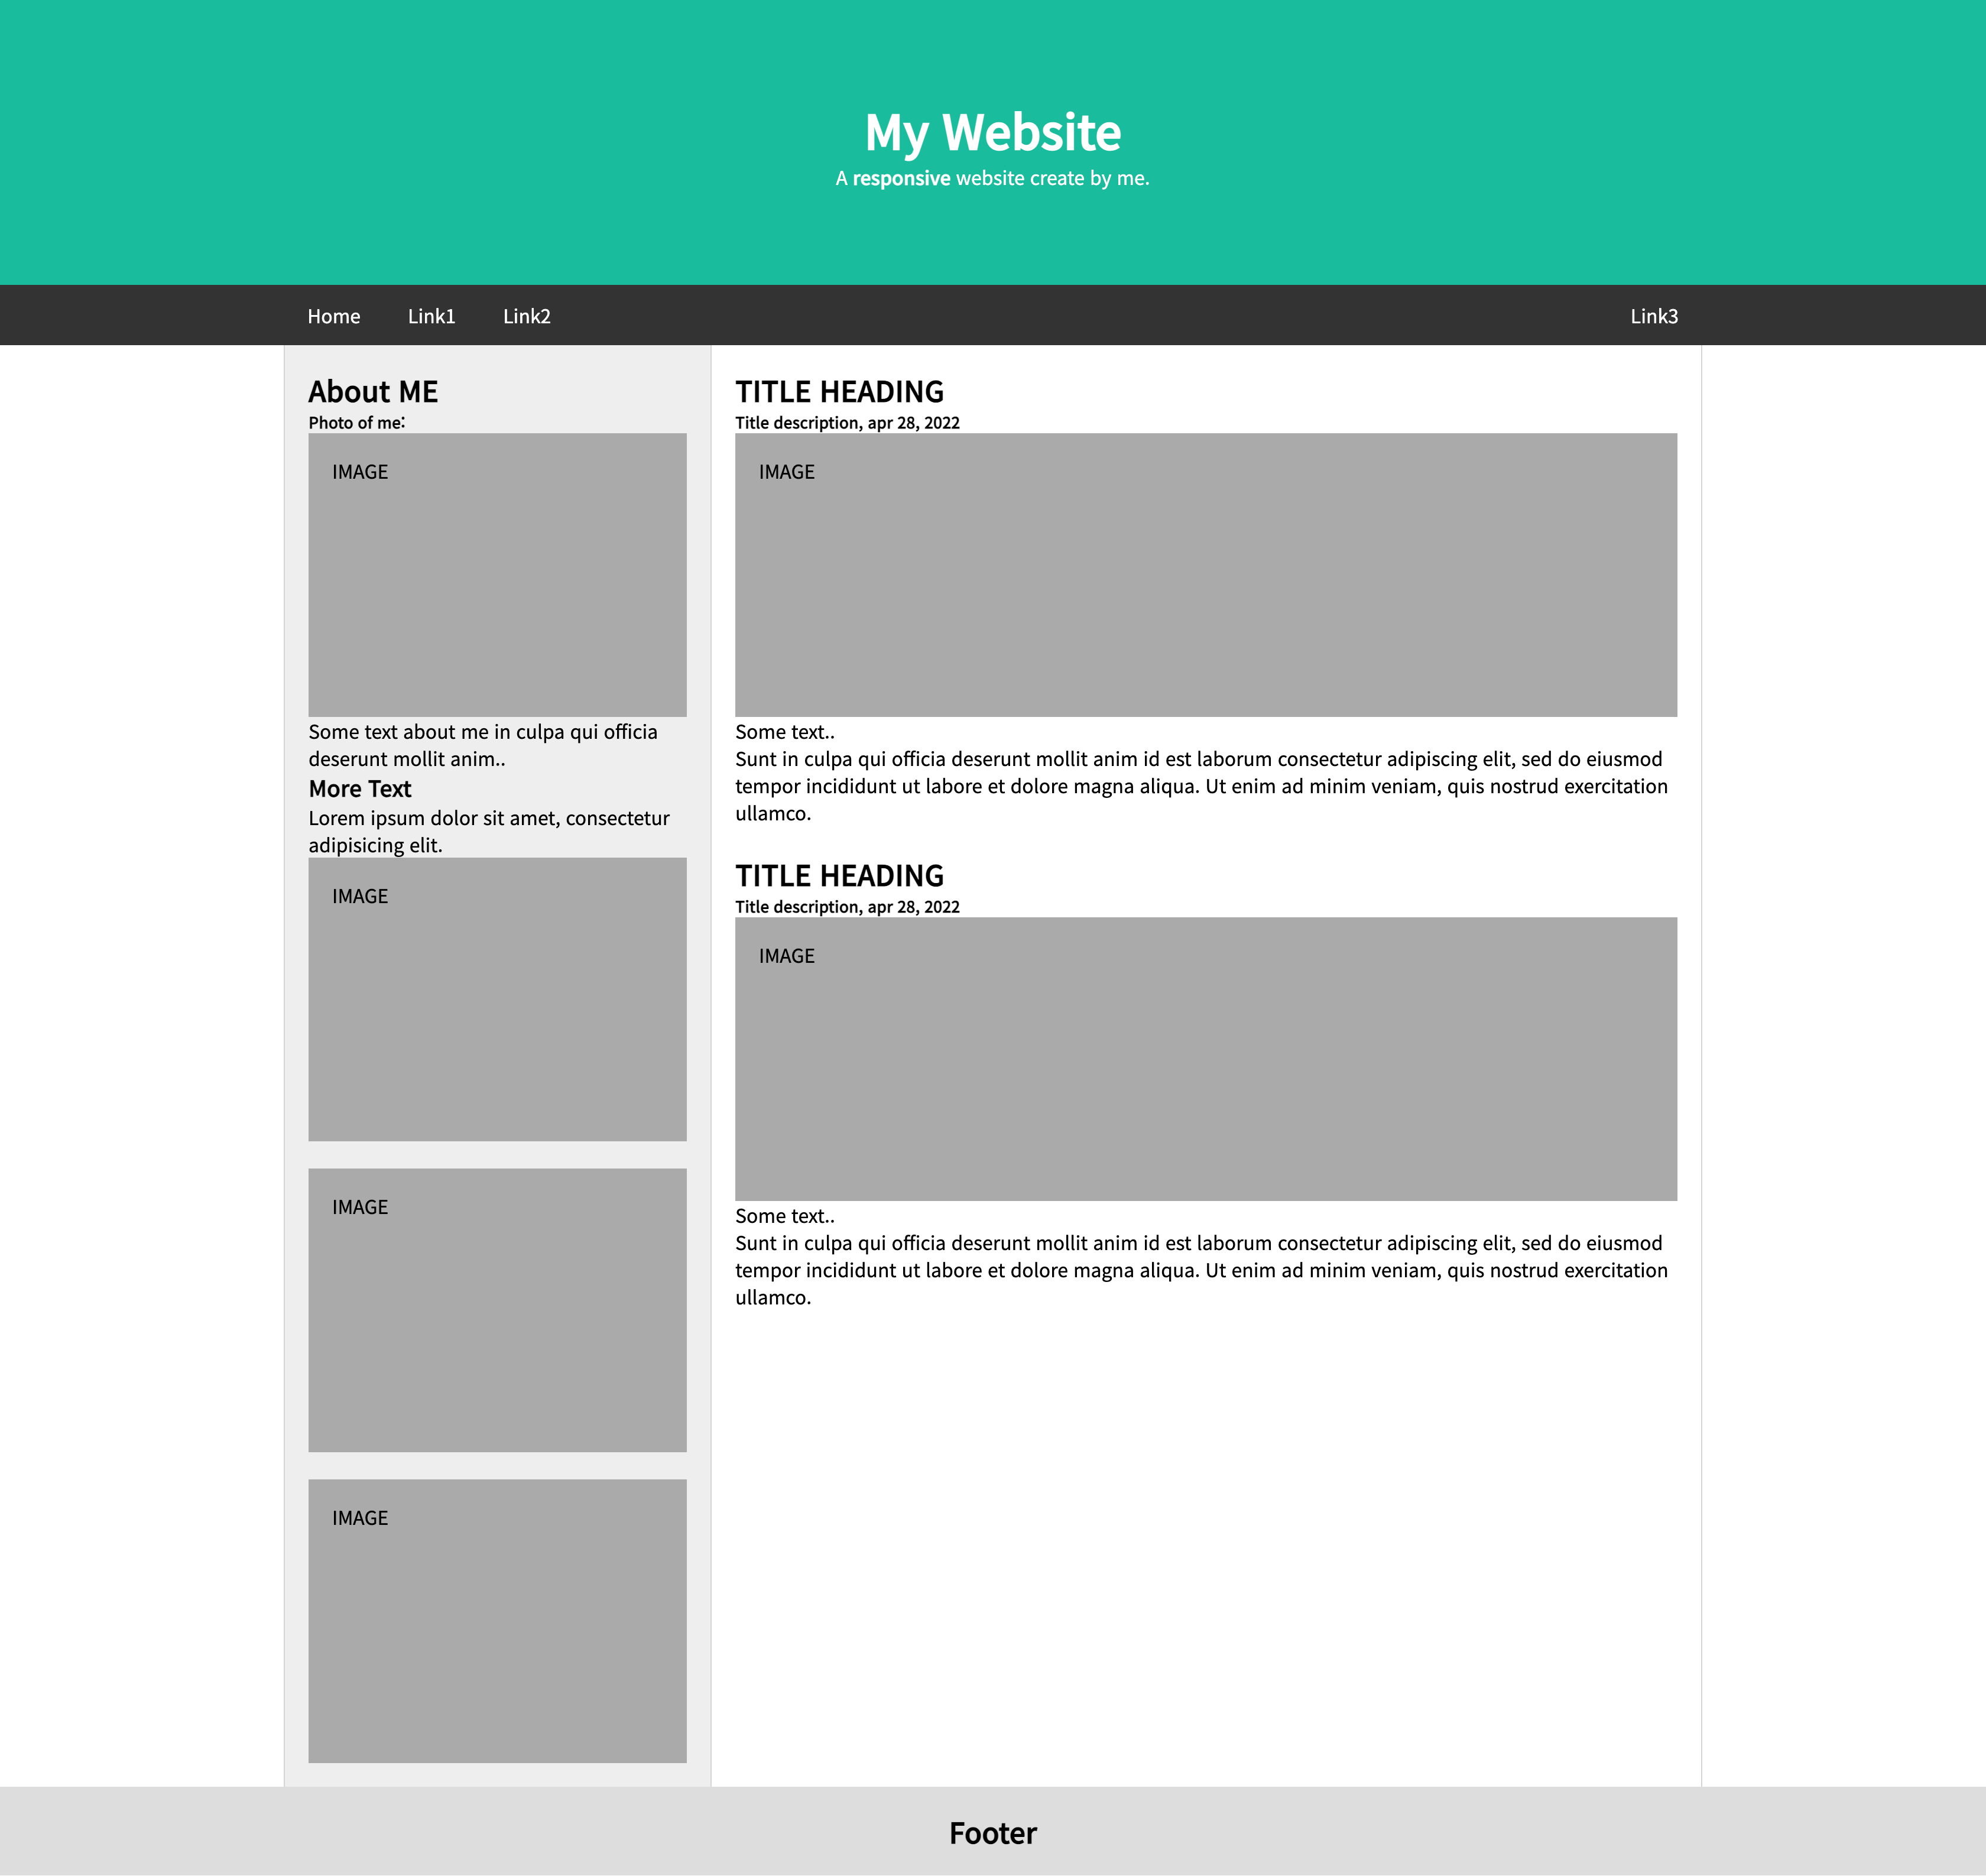 My Website
A responsive website create by me.
Home Link1 Link2 Link3
About ME
Photo of me:
IMAGE
Some text about me in culpa qui officia
deserunt mollit anim..
More Text
Lorem ipsum dolor sit amet, consectetur
adipisicing elit.
IMAGE
IMAGE
IMAGE
TITLE HEADING
Title description, apr 28, 2022
IMAGE
Some text..
Sunt in culpa qui officia deserunt mollit anim id est laborum consectetur adipiscing elit, sed do eiusmod
tempor incididunt ut labore et dolore magna aliqua. Ut enim ad minim veniam, quis nostrud exercitation
ullamco.
TITLE HEADING
Title description, apr 28, 2022
IMAGE
Some text..
Sunt in culpa qui officia deserunt mollit anim id est laborum consectetur adipiscing elit, sed do eiusmod
tempor incididunt ut labore et dolore magna aliqua. Ut enim ad minim veniam, quis nostrud exercitation
ullamco.
Footer